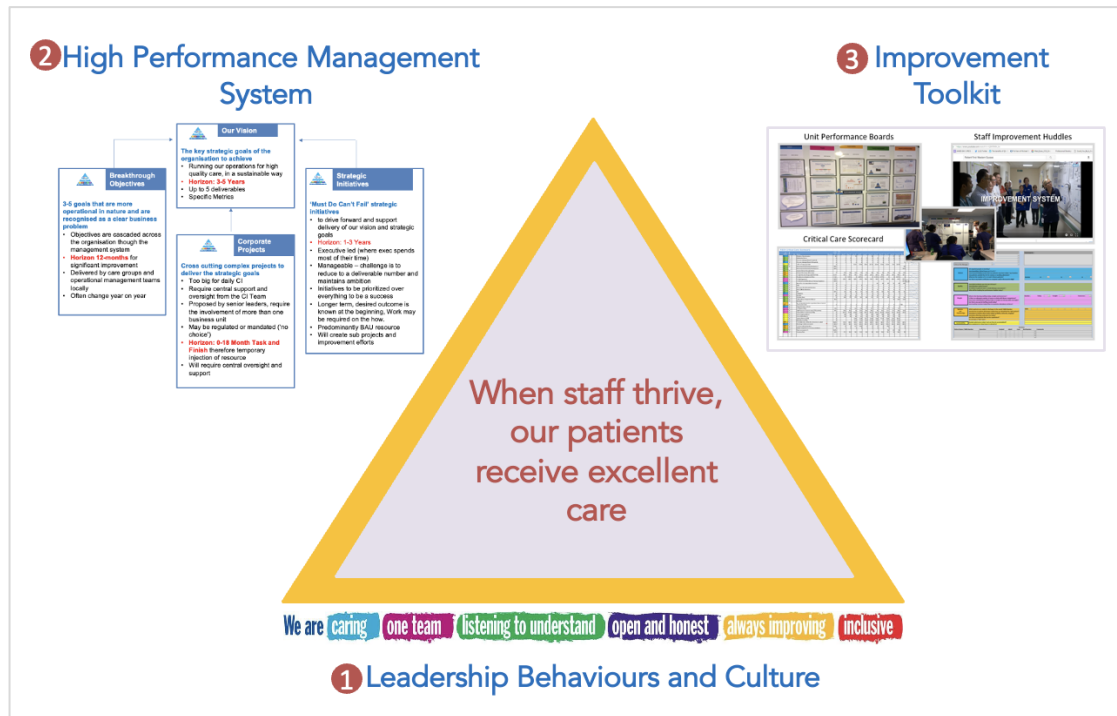 2 High Performance Management
System
Our Vision
The key strategic goals of the
organisation to achieve
• Running our operations for high
quality care, in a sustainable way
• Horizon: 3-5 Years
• Up to 5 deliverables
• Specific Metrics
Breakthrough
Objectives
3-5 goals that are more
operational in nature and are
recognised as a clear business
problem
• Objectives are cascaded across
the organisation though the
management system
• Horizon 12-months for
significant improvement
• Delivered by care groups and
operational management teams
locally
• Often change year on year
Corporate
Projects
Cross cutting complex projects to
deliver the strategic goals
• Too big for daily CI
• Require central support and
oversight from the CI Team
• Proposed by senior leaders, require
the involvement of more than one
business unit
• May be regulated or mandated ('no
choice')
• Horizon: 6-18 Month Task and
Finish therefore temporary
injection of resource
• Will require central oversight and
support
Strategic
Initiatives
'Must Do Can't Fail' strategic
initiatives
• to drive forward and support
delivery of our vision and strategic
goals
• Horizon: 1-3 Years
• Executive led (where exec spends
most of their time)
• Manageable – challenge is to
reduce to a deliverable number and
maintains ambition
• Initiatives to be prioritized over
everything to be a success
• Longer term, desired outcome is
known at the beginning, Work may
be required on the how.
• Predominantly BAU resource
• Will create sub projects and
improvement efforts
3 Improvement
Toolkit
Unit Performance Boards
Staff Improvement Huddles
IMPROVEMENT SYSTEM
Critical Care Scorecard
When staff thrive,
our patients
receive excellent
care
We are caring one team listening to understand open and honest always improving inclusive
1 Leadership Behaviours and Culture